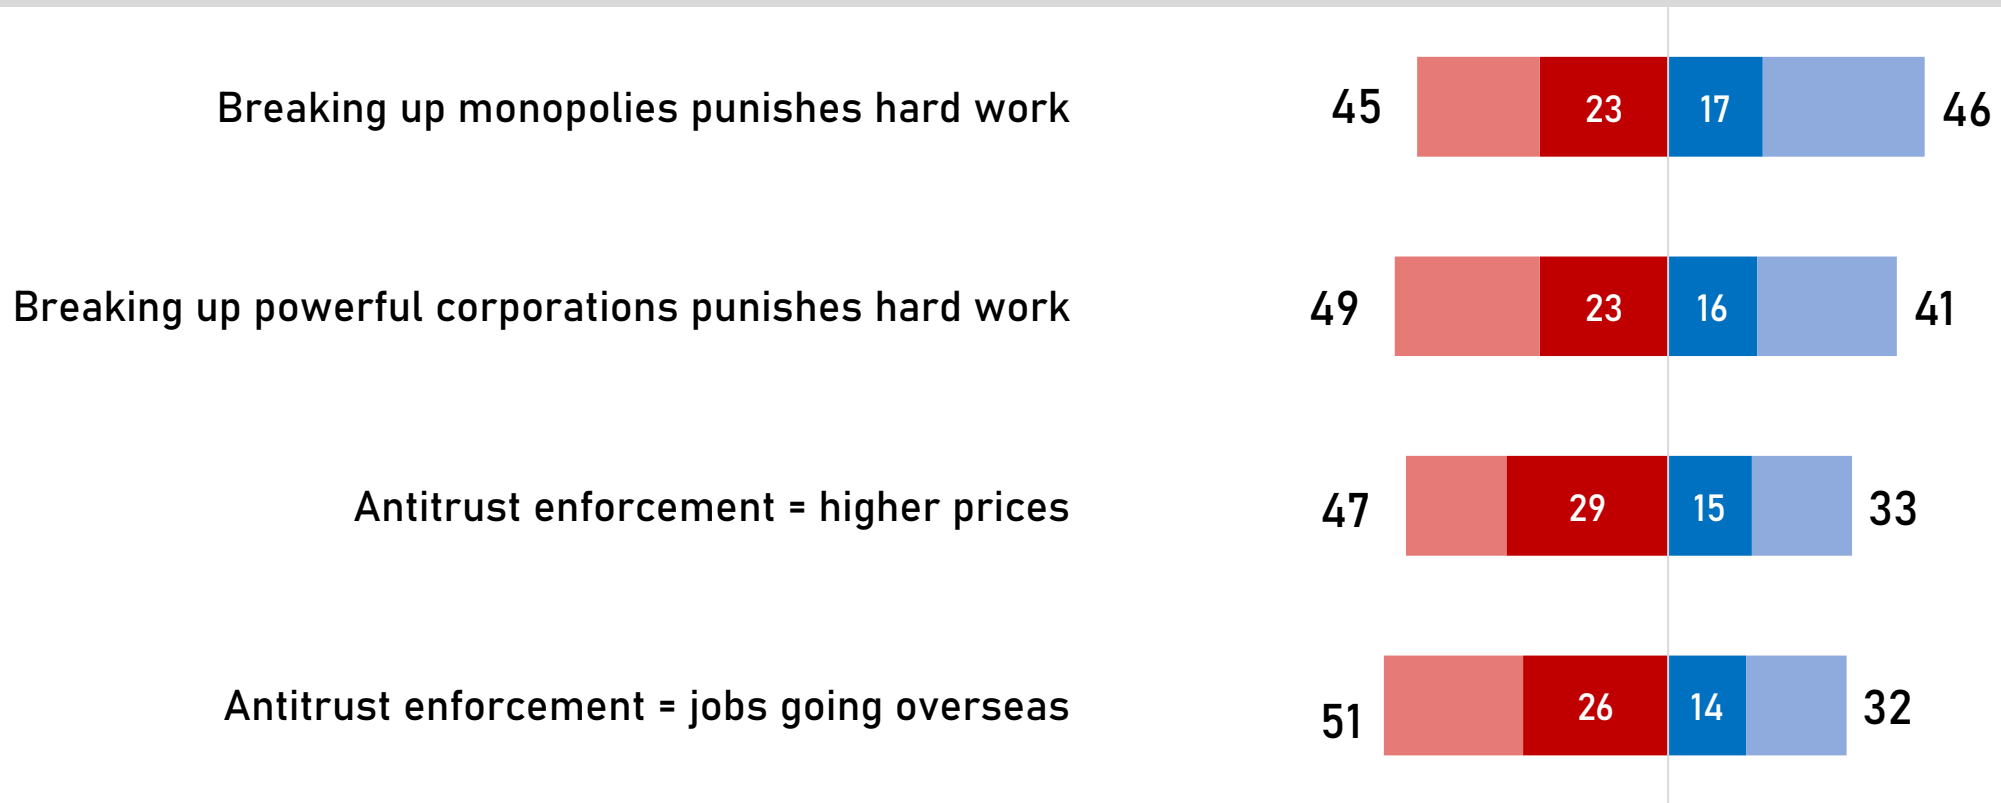 Breaking up monopolies punishes hard work 45 23 17 46
Breaking up powerful corporations punishes hard work 49 23 16 41
Antitrust enforcement = higher prices 47 29 15 33
Antitrust enforcement = jobs going overseas 51 26 14 32